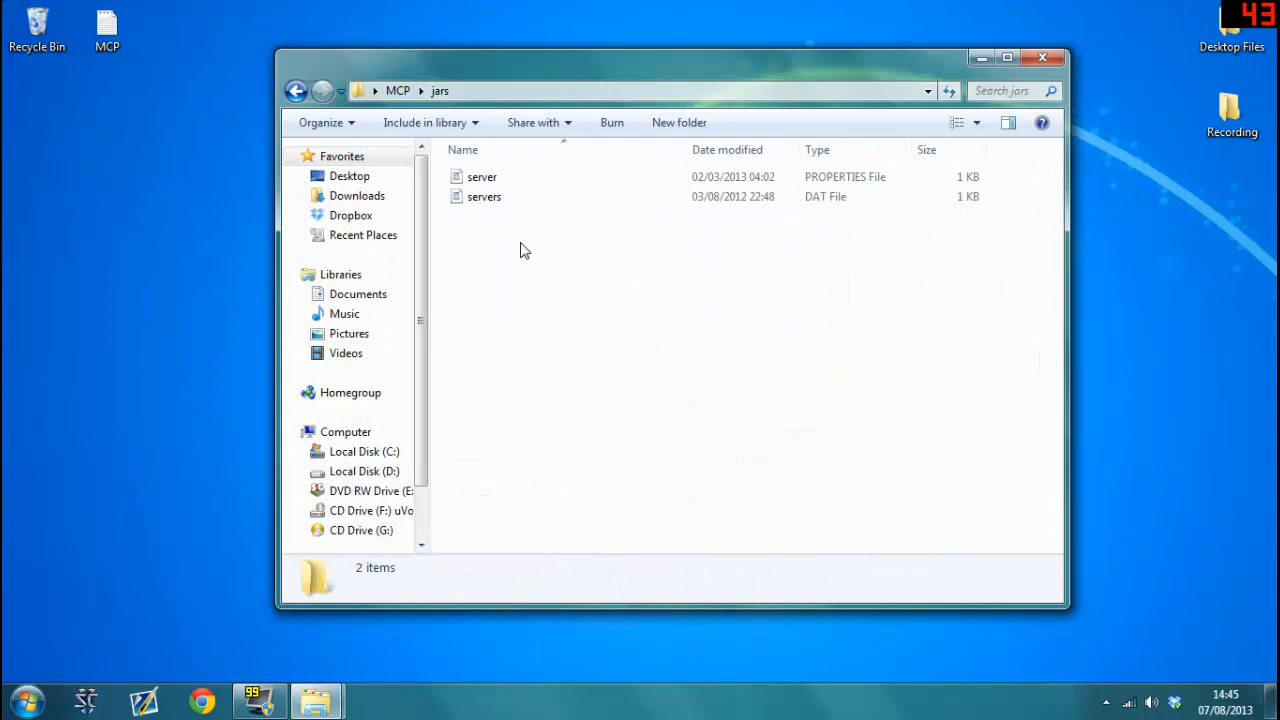 43
Recycle Bin
MCP
Desktop Files
Recording
MCP jars
Search jars
Organize Include in library Share with Burn New folder
Name Date modified Type Size
server 02/03/2013 04:02 PROPERTIES File 1 KB
servers 03/08/2012 22:48 DAT File 1 KB
Favorites
Desktop
Downloads
Dropbox
Recent Places
Libraries
Documents
Music
Pictures
Videos
Homegroup
Computer
Local Disk (C:)
Local Disk (D:)
DVD RW Drive (E:
CD Drive (F:) uVo
CD Drive (G:)
2 items
99
14:45
07/08/2013